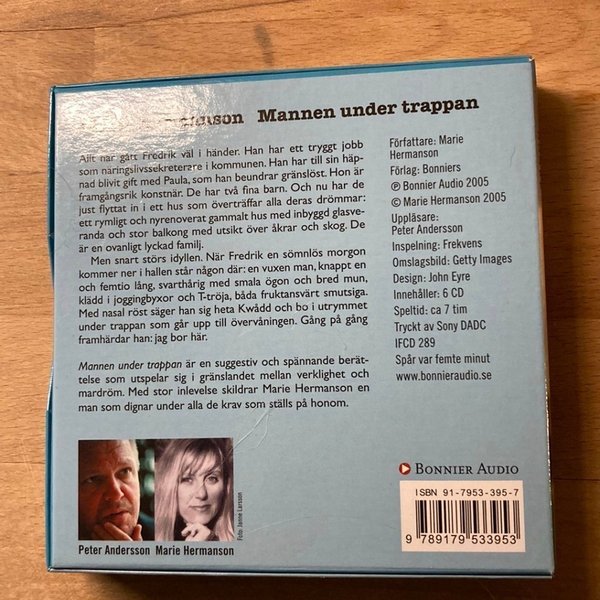 Mannen under trappan
Allt har gått Fredrik väl i händer. Han har ett tryggt jobb
som näringslivssekreterare i kommunen. Han har till sin häp-
nad blivit gift med Paula, som han beundrar gränslöst. Hon är
framgångsrik konstnär. De har två fina barn. Och nu har de
just flyttat in i ett hus som överträffar alla deras drömmar:
ett rymligt och nyrenoverat gammalt hus med inbyggd glasve-
randa och stor balkong med utsikt över åkrar och skog. De
är en ovanligt lyckad familj.
Men snart störs idyllen. När Fredrik en sömnlös morgon
kommer ner i hallen står någon där: en vuxen man, knappt en
och femtio lång, svarthårig med smala ögon och bred mun,
klädd i joggingbyxor och T-tröja, båda fruktansvärt smutsiga.
Med nasal röst säger han sig heta Kwådd och bo i utrymmet
under trappan som går upp till övervåningen. Gång på gång
framhärdar han: jag bor här.
Mannen under trappan är en suggestiv och spännande berät-
telse som utspelar sig i gränslandet mellan verklighet och
mardröm. Med stor inlevelse skildrar Marie Hermanson en
man som dignar under alla de krav som ställs på honom.
Författare: Marie
Hermanson
Förlag: Bonniers
℗ Bonnier Audio 2005
© Marie Hermanson 2005
Uppläsare:
Peter Andersson
Inspelning: Frekvens
Omslagsbild: Getty Images
Design: John Eyre
Innehåller: 6 CD
Speltid: ca 7 tim
Tryckt av Sony DADC
IFCD 289
Spår var femte minut
www.bonnieraudio.se
Foto: Janne Larsson
Peter Andersson Marie Hermanson
BONNIER AUDIO
ISBN 91-7953-395-7
9 789179 533953